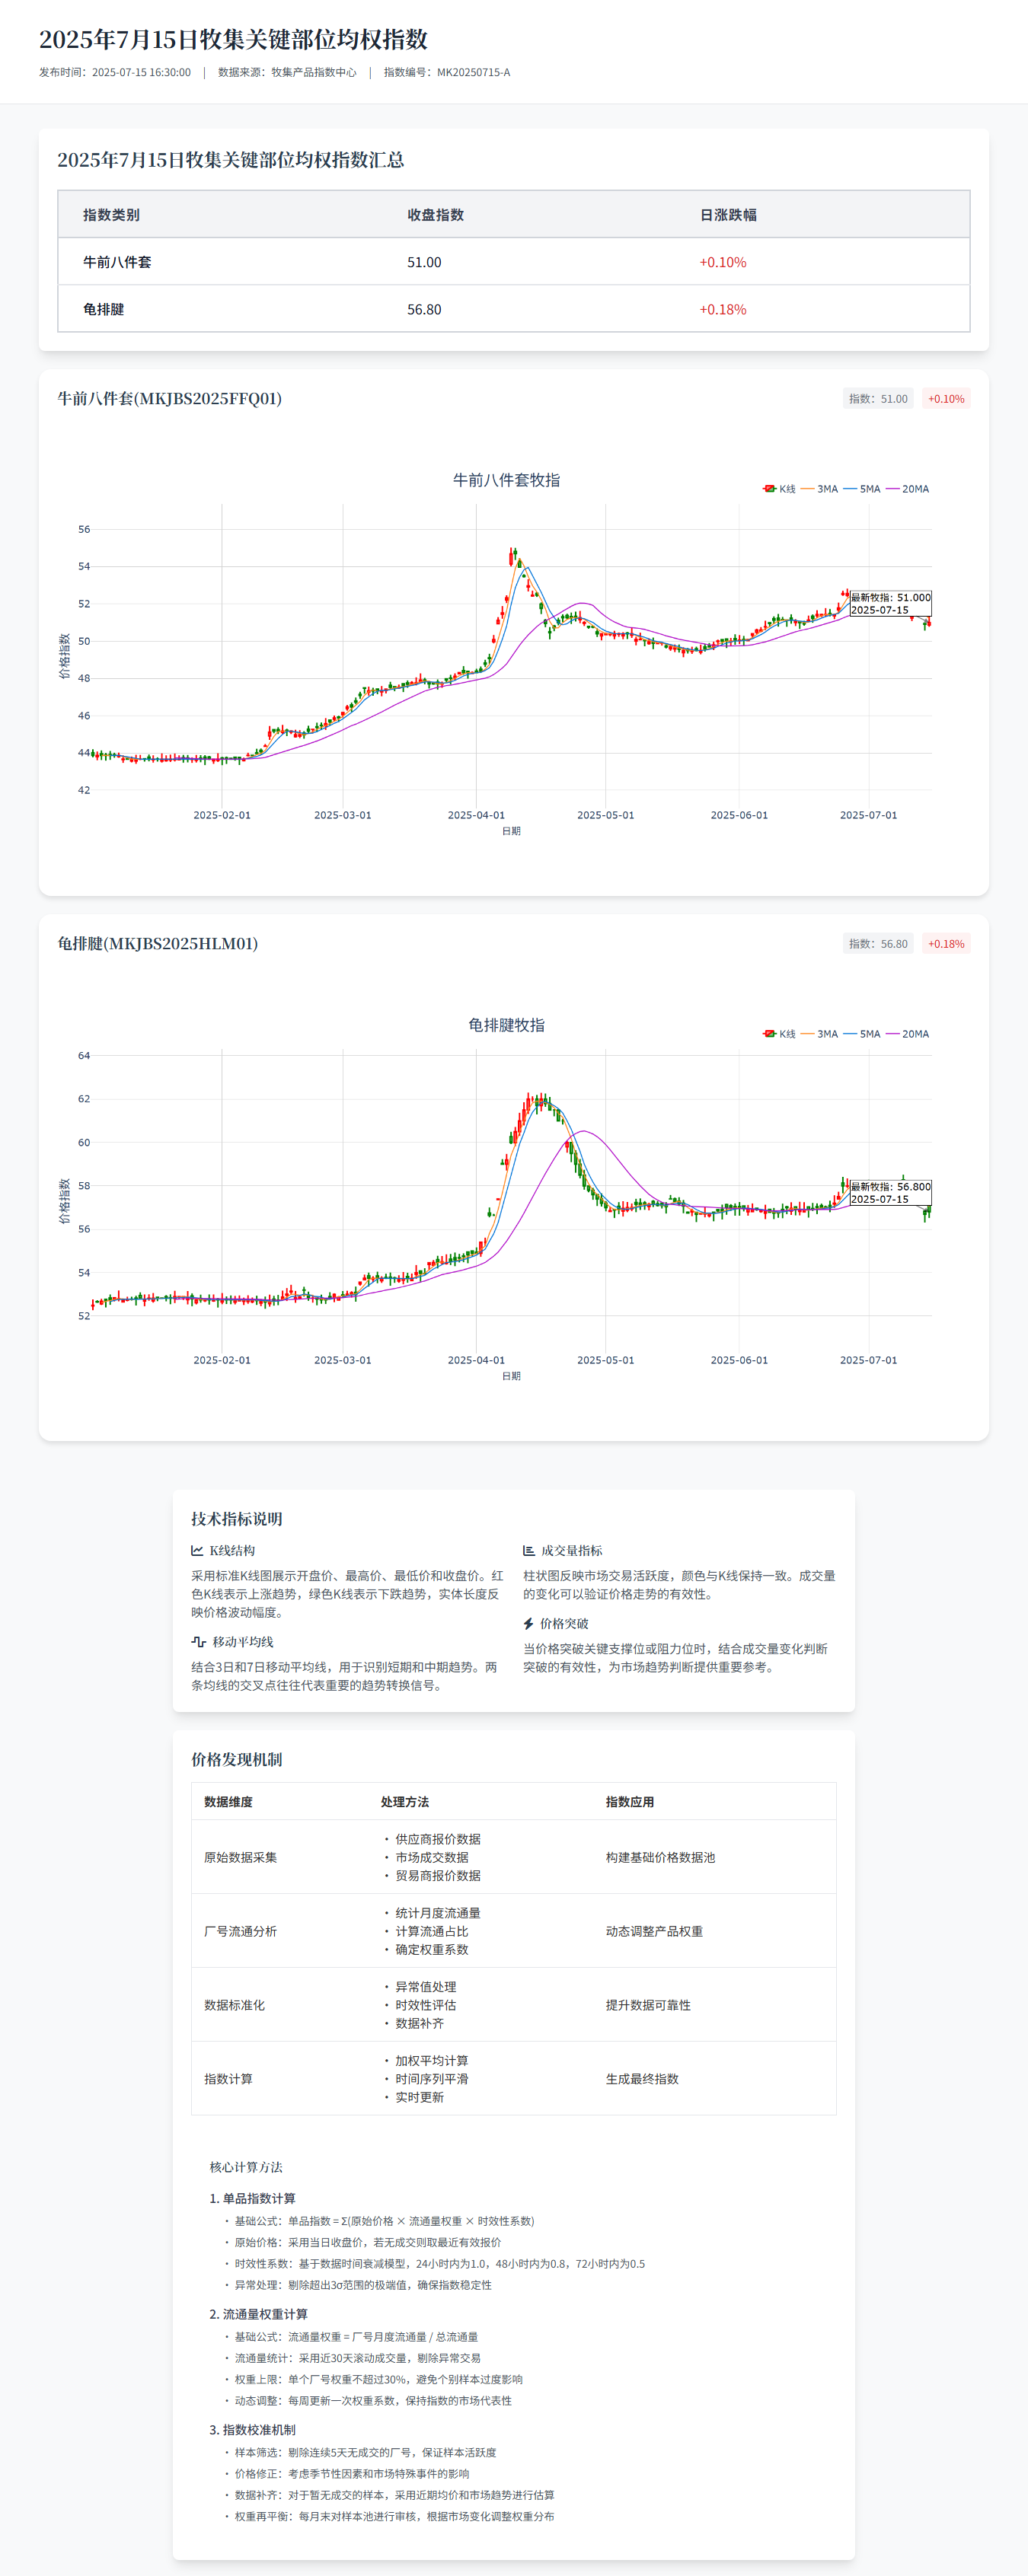 2025年7月15日牧集关键部位均权指数
发布时间：2025-07-15 16:30:00 | 数据来源：牧集产品指数中心 | 指数编号：MK20250715-A
2025年7月15日牧集关键部位均权指数汇总
指数类别 收盘指数 日涨跌幅
牛前八件套 51.00 +0.10%
龟排腱 56.80 +0.18%
牛前八件套(MKJBS2025FFQ01) 指数：51.00 +0.10%
牛前八件套牧指
K线 3MA 5MA 20MA
56
54
52
50
48
46
44
42
价格指数
最新牧指：51.000
2025-07-15
2025-02-01 2025-03-01 2025-04-01 2025-05-01 2025-06-01 2025-07-01
日期
龟排腱(MKJBS2025HLM01) 指数：56.80 +0.18%
龟排腱牧指
K线 3MA 5MA 20MA
64
62
60
58
56
54
52
价格指数
最新牧指：56.800
2025-07-15
2025-02-01 2025-03-01 2025-04-01 2025-05-01 2025-06-01 2025-07-01
日期
技术指标说明
K线结构
采用标准K线图展示开盘价、最高价、最低价和收盘价。红
色K线表示上涨趋势，绿色K线表示下跌趋势，实体长度反
映价格波动幅度。
移动平均线
结合3日和7日移动平均线，用于识别短期和中期趋势。两
条均线的交叉点往往代表重要的趋势转换信号。
成交量指标
柱状图反映市场交易活跃度，颜色与K线保持一致。成交量
的变化可以验证价格走势的有效性。
价格突破
当价格突破关键支撑位或阻力位时，结合成交量变化判断
突破的有效性，为市场趋势判断提供重要参考。
价格发现机制
数据维度 处理方法 指数应用
原始数据采集
• 供应商报价数据
• 市场成交数据
• 贸易商报价数据
构建基础价格数据池
厂号流通分析
• 统计月度流通量
• 计算流通占比
• 确定权重系数
动态调整产品权重
数据标准化
• 异常值处理
• 时效性评估
• 数据补齐
提升数据可靠性
指数计算
• 加权平均计算
• 时间序列平滑
• 实时更新
生成最终指数
核心计算方法
1. 单品指数计算
• 基础公式：单品指数 = Σ(原始价格 × 流通量权重 × 时效性系数)
• 原始价格：采用当日收盘价，若无成交则取最近有效报价
• 时效性系数：基于数据时间衰减模型，24小时内为1.0，48小时内为0.8，72小时内为0.5
• 异常处理：剔除超出3σ范围的极端值，确保指数稳定性
2. 流通量权重计算
• 基础公式：流通量权重 = 厂号月度流通量 / 总流通量
• 流通量统计：采用近30天滚动成交量，剔除异常交易
• 权重上限：单个厂号权重不超过30%，避免个别样本过度影响
• 动态调整：每周更新一次权重系数，保持指数的市场代表性
3. 指数校准机制
• 样本筛选：剔除连续5天无成交的厂号，保证样本活跃度
• 价格修正：考虑季节性因素和市场特殊事件的影响
• 数据补齐：对于暂无成交的样本，采用近期均价和市场趋势进行估算
• 权重再平衡：每月末对样本池进行审核，根据市场变化调整权重分布